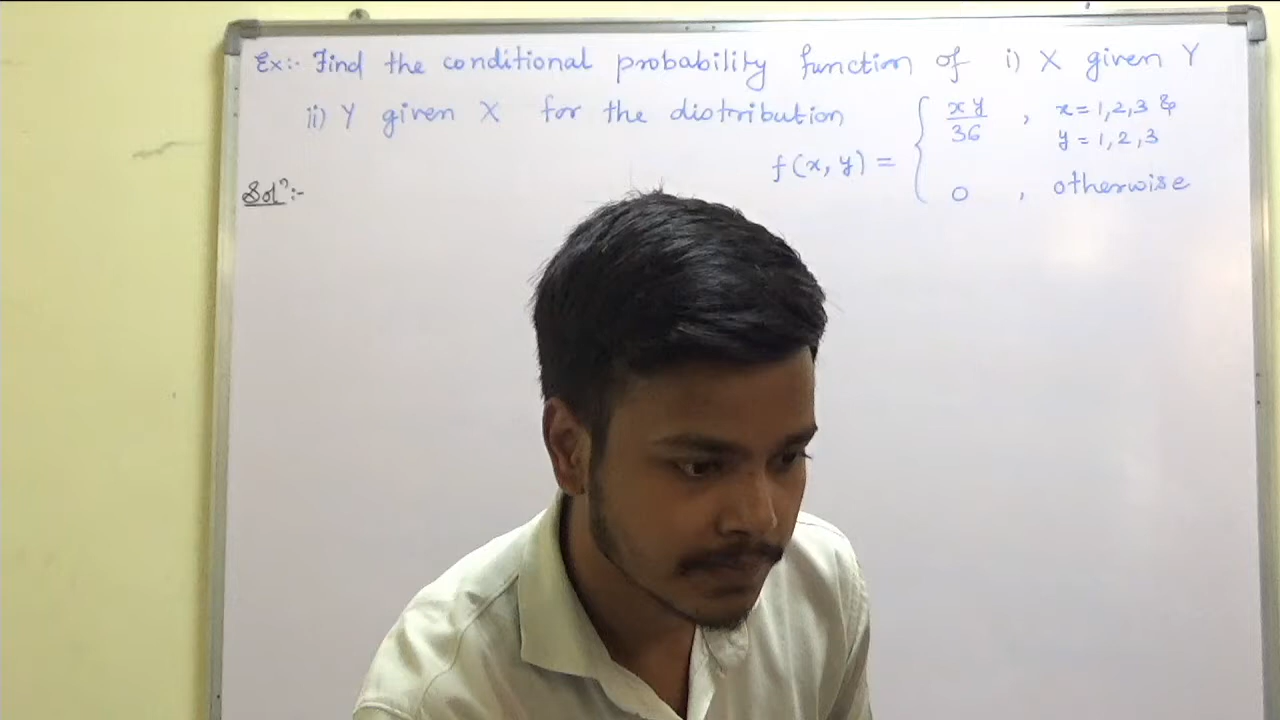 Ex:- Find the conditional probability function of i) X given Y
ii) Y given X for the distribution
f(x, y) = { xy/36 , x = 1,2,3 & y = 1,2,3
0 , otherwise
Solⁿ:-